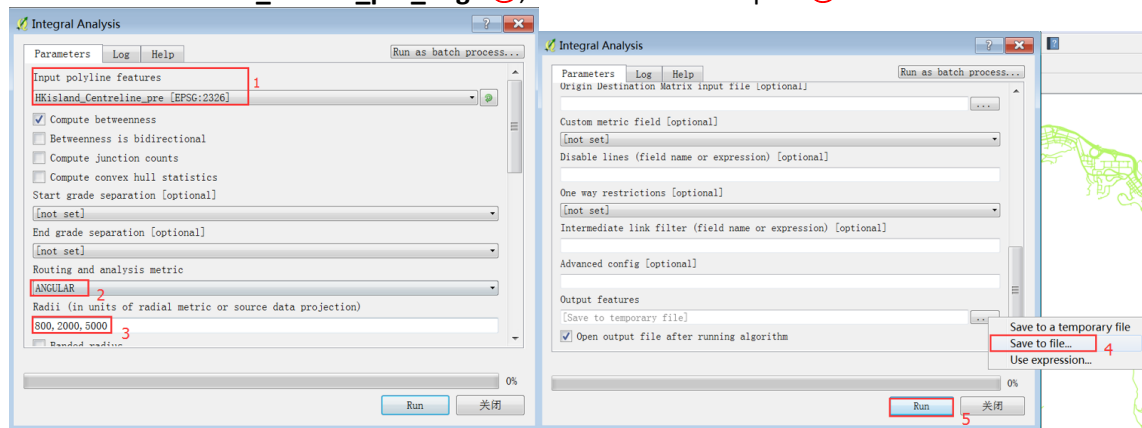 Integral Analysis
Parameters Log Help Run as batch process...
Input polyline features
1
HKisland_Centreline_pre [EPSG:2326]
Compute betweenness
Betweenness is bidirectional
Compute junction counts
Compute convex hull statistics
Start grade separation [optional]
[not set]
End grade separation [optional]
[not set]
Routing and analysis metric
ANGULAR
2
Radii (in units of radial metric or source data projection)
800,2000,5000
3
Banded radius
0%
Run 关闭
Integral Analysis
Parameters Log Help Run as batch process...
Origin Destination Matrix input file [optional]
...
Custom metric field [optional]
[not set]
Disable lines (field name or expression) [optional]
One way restrictions [optional]
[not set]
Intermediate link filter (field name or expression) [optional]
Advanced config [optional]
Output features
[Save to temporary file] ...
Open output file after running algorithm
Save to a temporary file
Save to file... 4
Use expression...
0%
Run 关闭
5